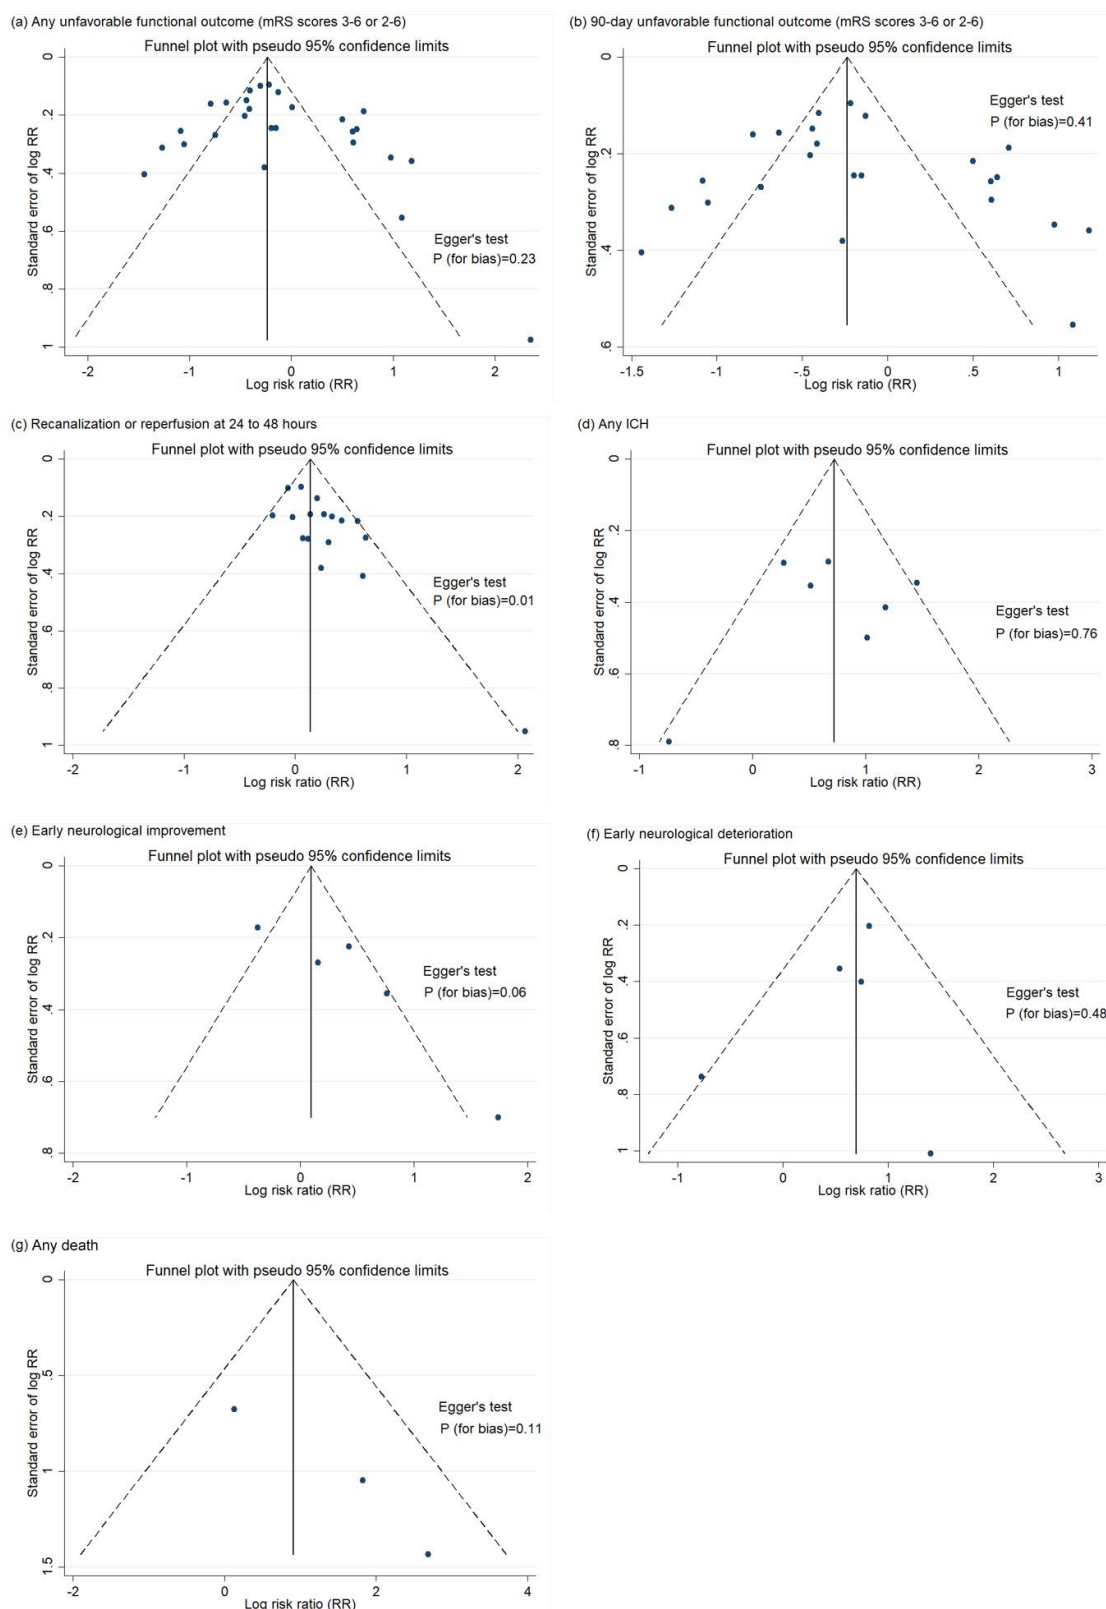 (a) Any unfavorable functional outcome (mRS scores 3-6 or 2-6)
Funnel plot with pseudo 95% confidence limits
Standard error of log RR
0
.2
.4
.6
.8
1
Egger's test
P (for bias)=0.23
-2
-1
0
1
2
Log risk ratio (RR)
(b) 90-day unfavorable functional outcome (mRS scores 3-6 or 2-6)
Funnel plot with pseudo 95% confidence limits
Standard error of log RR
0
.2
.4
.6
Egger's test
P (for bias)=0.41
-1.5
-1
-.5
0
.5
1
Log risk ratio (RR)
(c) Recanalization or reperfusion at 24 to 48 hours
Funnel plot with pseudo 95% confidence limits
Standard error of log RR
0
.2
.4
.6
.8
1
Egger's test
P (for bias)=0.01
-2
-1
0
1
2
Log risk ratio (RR)
(d) Any ICH
Funnel plot with pseudo 95% confidence limits
Standard error of log RR
0
.2
.4
.6
.8
Egger's test
P (for bias)=0.76
-1
0
1
2
3
Log risk ratio (RR)
(e) Early neurological improvement
Funnel plot with pseudo 95% confidence limits
Standard error of log RR
0
.2
.4
.6
.8
Egger's test
P (for bias)=0.06
-2
-1
0
1
2
Log risk ratio (RR)
(f) Early neurological deterioration
Funnel plot with pseudo 95% confidence limits
Standard error of log RR
0
.2
.4
.6
.8
1
Egger's test
P (for bias)=0.48
-1
0
1
2
3
Log risk ratio (RR)
(g) Any death
Funnel plot with pseudo 95% confidence limits
Standard error of log RR
0
.5
1
1.5
Egger's test
P (for bias)=0.11
-2
0
2
4
Log risk ratio (RR)